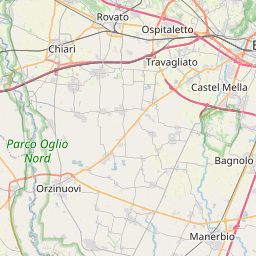 Rovato
Ospitaletto
Chiari
Travagliato
Castel Mella
Parco Oglio
Nord
Bagnolo
Orzinuovi
Manerbio